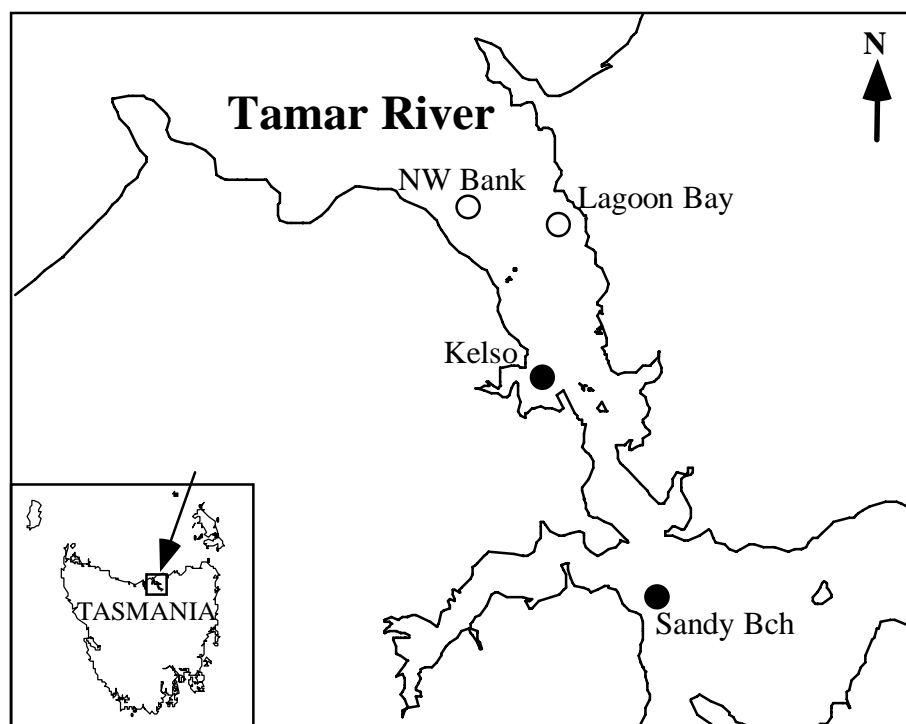 N
Tamar River
NW Bank
Lagoon Bay
Kelso
TASMANIA
Sandy Bch